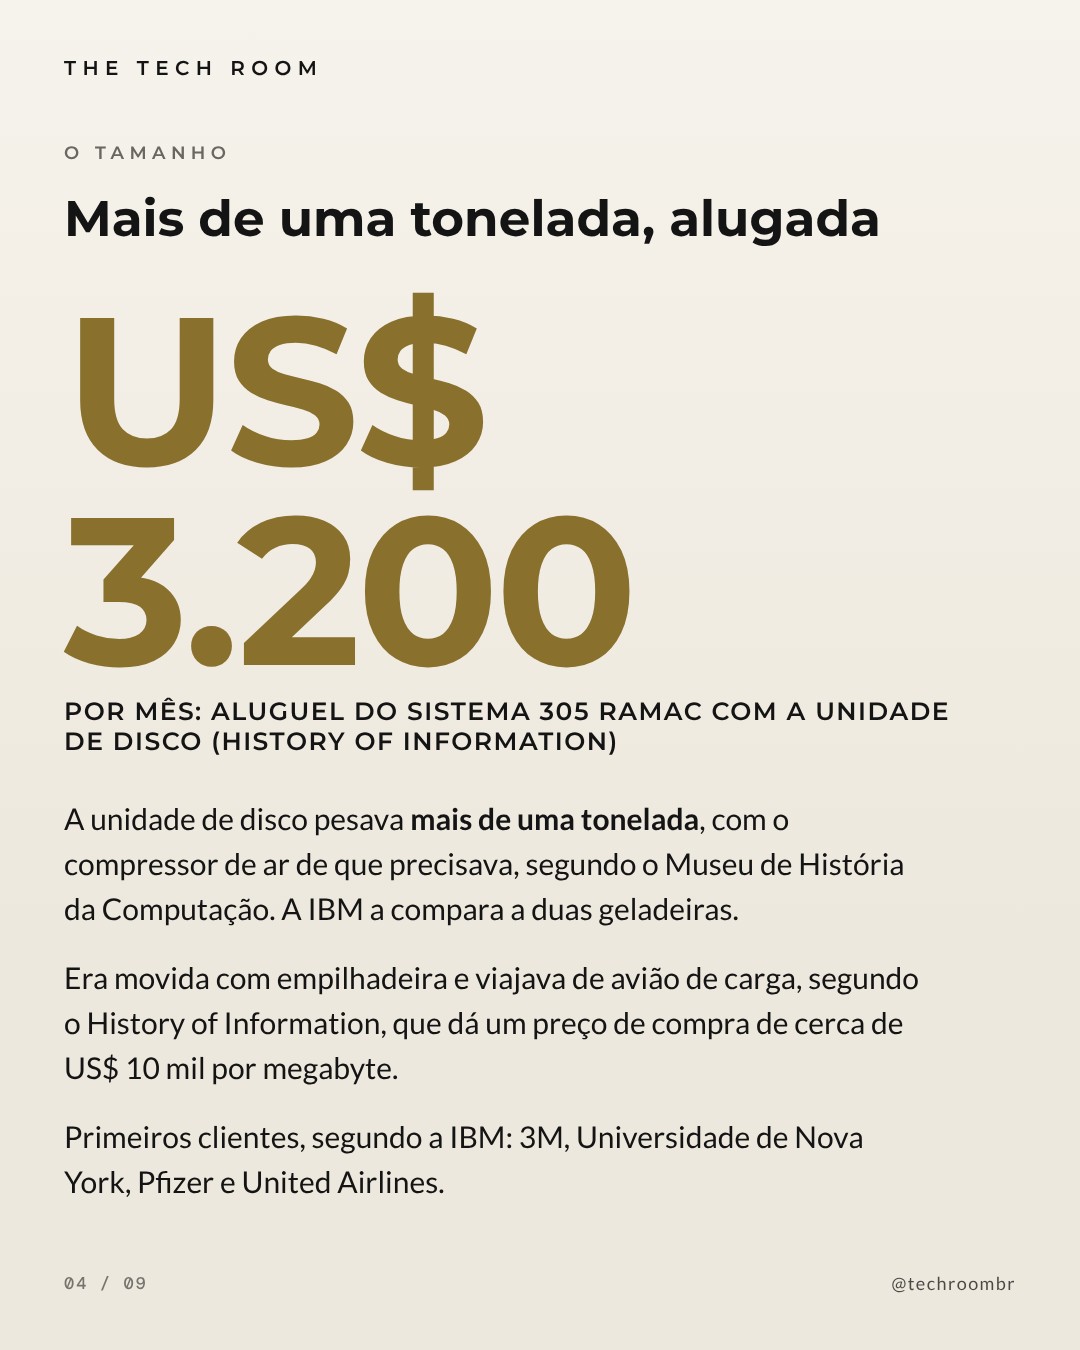 THE TECH ROOM
O TAMANHO
Mais de uma tonelada, alugada
US$
3.200
POR MÊS: ALUGUEL DO SISTEMA 305 RAMAC COM A UNIDADE
DE DISCO (HISTORY OF INFORMATION)
A unidade de disco pesava mais de uma tonelada, com o
compressor de ar de que precisava, segundo o Museu de História
da Computação. A IBM a compara a duas geladeiras.
Era movida com empilhadeira e viajava de avião de carga, segundo
o History of Information, que dá um preço de compra de cerca de
US$ 10 mil por megabyte.
Primeiros clientes, segundo a IBM: 3M, Universidade de Nova
York, Pfizer e United Airlines.
04 / 09
@techroombr